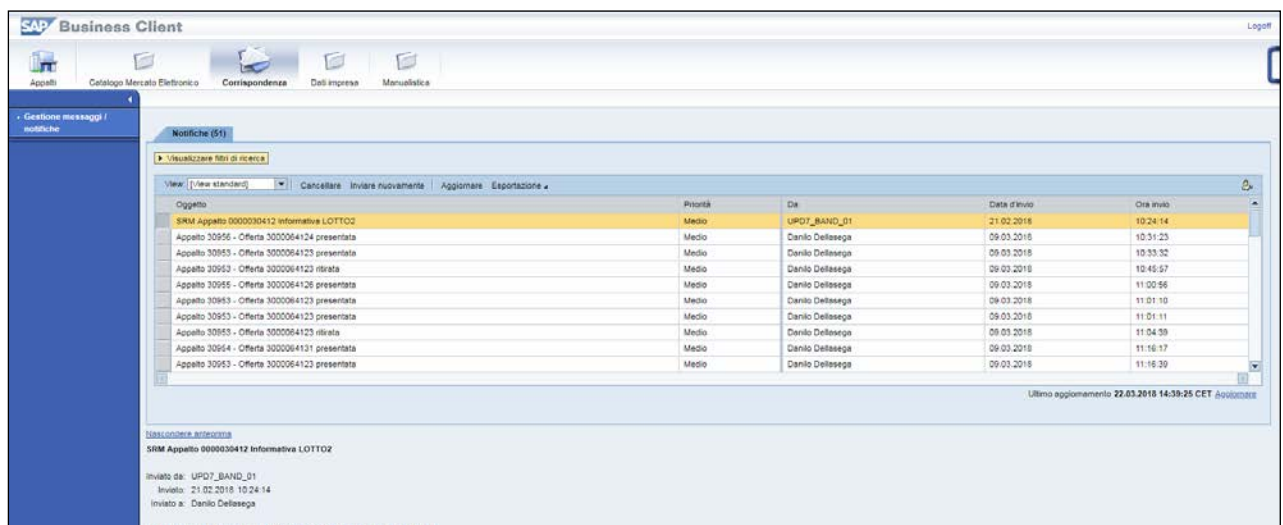 SAP Business Client
Logoff
Appalti Catalogo Mercato Elettronico Corrispondenza Dati impresa Manualistica
Gestione messaggi / notifiche
Notifiche (51)
Visualizzare filtri di ricerca
View: [View standard] Cancellare Inviare nuovamente Aggiornare Esportazione
Oggetto Priorità Da Data d'invio Ora invio
SRM Appalto 0000030412 Informativa LOTTO2 Medio UPD7_BAND_01 21.02.2018 10:24:14
Appalto 30956 - Offerta 3000064124 presentata Medio Danilo Dellasega 09.03.2018 10:31:23
Appalto 30953 - Offerta 3000064123 presentata Medio Danilo Dellasega 09.03.2018 10:33:32
Appalto 30953 - Offerta 3000064123 ritirata Medio Danilo Dellasega 09.03.2018 10:45:57
Appalto 30955 - Offerta 3000064126 presentata Medio Danilo Dellasega 09.03.2018 11:00:56
Appalto 30953 - Offerta 3000064123 presentata Medio Danilo Dellasega 09.03.2018 11:01:10
Appalto 30953 - Offerta 3000064123 presentata Medio Danilo Dellasega 09.03.2018 11:01:11
Appalto 30953 - Offerta 3000064123 ritirata Medio Danilo Dellasega 09.03.2018 11:04:39
Appalto 30954 - Offerta 3000064131 presentata Medio Danilo Dellasega 09.03.2018 11:16:17
Appalto 30953 - Offerta 3000064123 presentata Medio Danilo Dellasega 09.03.2018 11:16:39
Ultimo aggiornamento 22.03.2018 14:39:25 CET Aggiornare
Nascondere anteprima
SRM Appalto 0000030412 Informativa LOTTO2
Inviato da: UPD7_BAND_01
Inviato: 21.02.2018 10:24:14
Inviato a: Danilo Dellasega